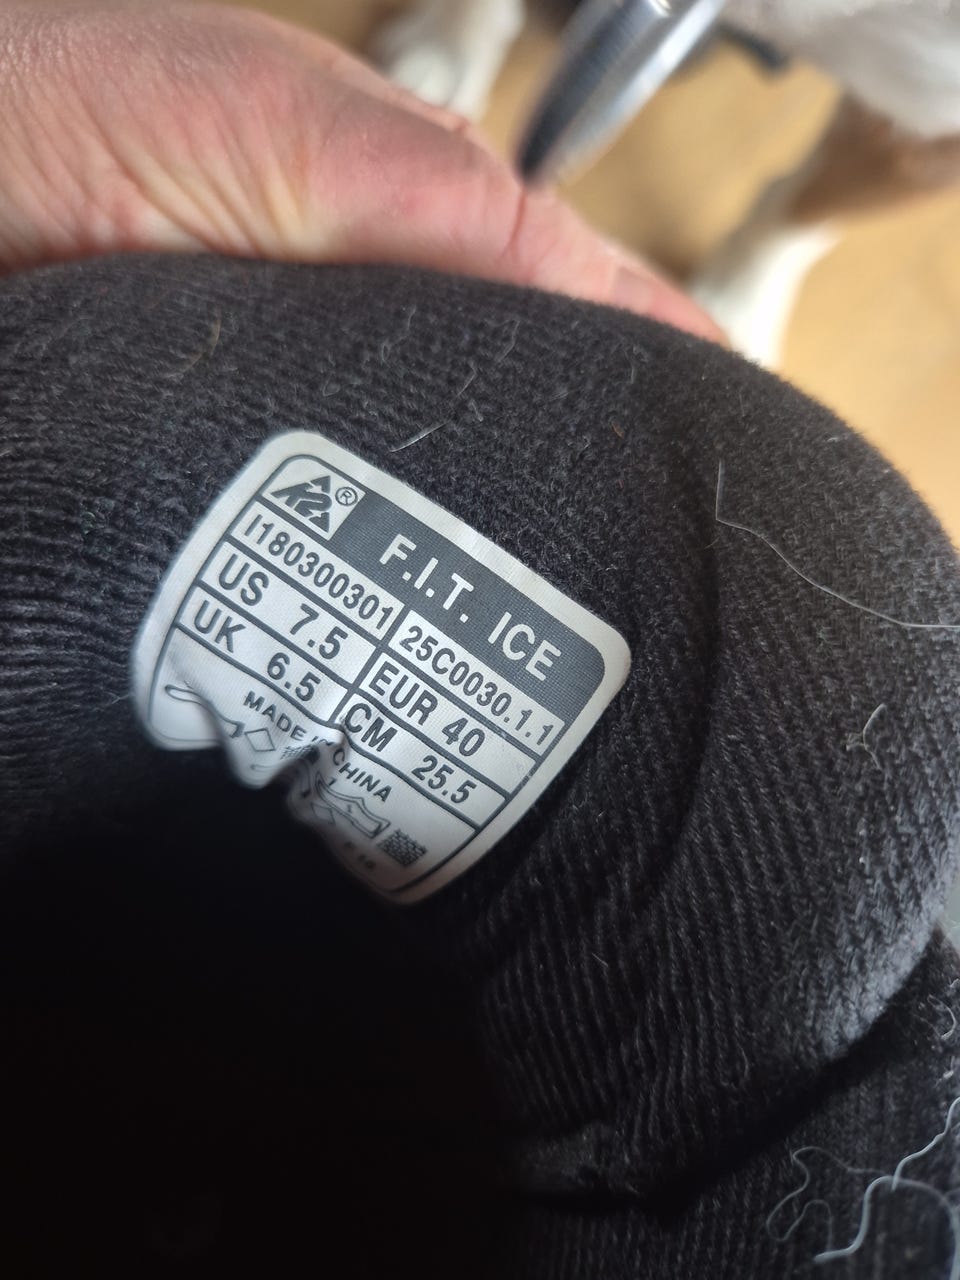 K2® F.I.T. ICE
I180300301 25C0030.1.1
US 7.5 EUR 40
UK 6.5 CM 25.5
MADE IN CHINA